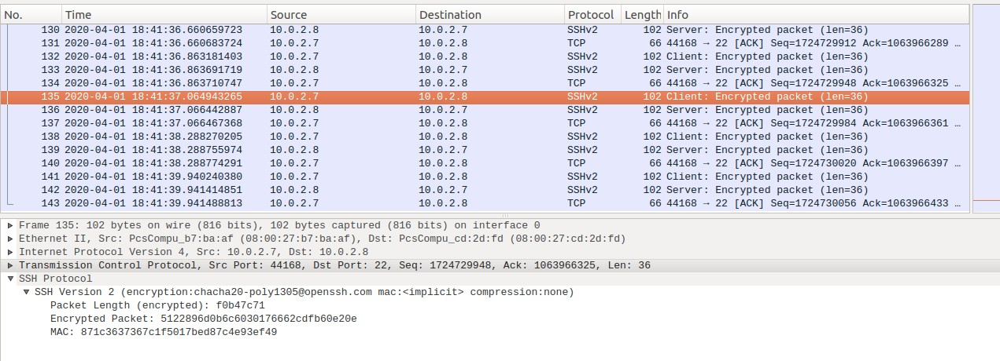 No. Time Source Destination Protocol Length Info
130 2020-04-01 18:41:36.660659723 10.0.2.8 10.0.2.7 SSHv2 102 Server: Encrypted packet (len=36)
131 2020-04-01 18:41:36.660683724 10.0.2.7 10.0.2.8 TCP 66 44168 → 22 [ACK] Seq=1724729912 Ack=1063966289 …
132 2020-04-01 18:41:36.863181403 10.0.2.7 10.0.2.8 SSHv2 102 Client: Encrypted packet (len=36)
133 2020-04-01 18:41:36.863691719 10.0.2.8 10.0.2.7 SSHv2 102 Server: Encrypted packet (len=36)
134 2020-04-01 18:41:36.863710747 10.0.2.7 10.0.2.8 TCP 66 44168 → 22 [ACK] Seq=1724729948 Ack=1063966325 …
135 2020-04-01 18:41:37.064943265 10.0.2.7 10.0.2.8 SSHv2 102 Client: Encrypted packet (len=36)
136 2020-04-01 18:41:37.066442887 10.0.2.8 10.0.2.7 SSHv2 102 Server: Encrypted packet (len=36)
137 2020-04-01 18:41:37.066467368 10.0.2.7 10.0.2.8 TCP 66 44168 → 22 [ACK] Seq=1724729984 Ack=1063966361 …
138 2020-04-01 18:41:38.288270205 10.0.2.7 10.0.2.8 SSHv2 102 Client: Encrypted packet (len=36)
139 2020-04-01 18:41:38.288755974 10.0.2.8 10.0.2.7 SSHv2 102 Server: Encrypted packet (len=36)
140 2020-04-01 18:41:38.288774291 10.0.2.7 10.0.2.8 TCP 66 44168 → 22 [ACK] Seq=1724730020 Ack=1063966397 …
141 2020-04-01 18:41:39.940240380 10.0.2.7 10.0.2.8 SSHv2 102 Client: Encrypted packet (len=36)
142 2020-04-01 18:41:39.941414851 10.0.2.8 10.0.2.7 SSHv2 102 Server: Encrypted packet (len=36)
143 2020-04-01 18:41:39.941488813 10.0.2.7 10.0.2.8 TCP 66 44168 → 22 [ACK] Seq=1724730056 Ack=1063966433 …
Frame 135: 102 bytes on wire (816 bits), 102 bytes captured (816 bits) on interface 0
Ethernet II, Src: PcsCompu_b7:ba:af (08:00:27:b7:ba:af), Dst: PcsCompu_cd:2d:fd (08:00:27:cd:2d:fd)
Internet Protocol Version 4, Src: 10.0.2.7, Dst: 10.0.2.8
Transmission Control Protocol, Src Port: 44168, Dst Port: 22, Seq: 1724729948, Ack: 1063966325, Len: 36
SSH Protocol
SSH Version 2 (encryption:chacha20-poly1305@openssh.com mac:<implicit> compression:none)
Packet Length (encrypted): f0b47c71
Encrypted Packet: 5122896d0b6c6030176662cdfb60e20e
MAC: 871c3637367c1f5017bed87c4e93ef49